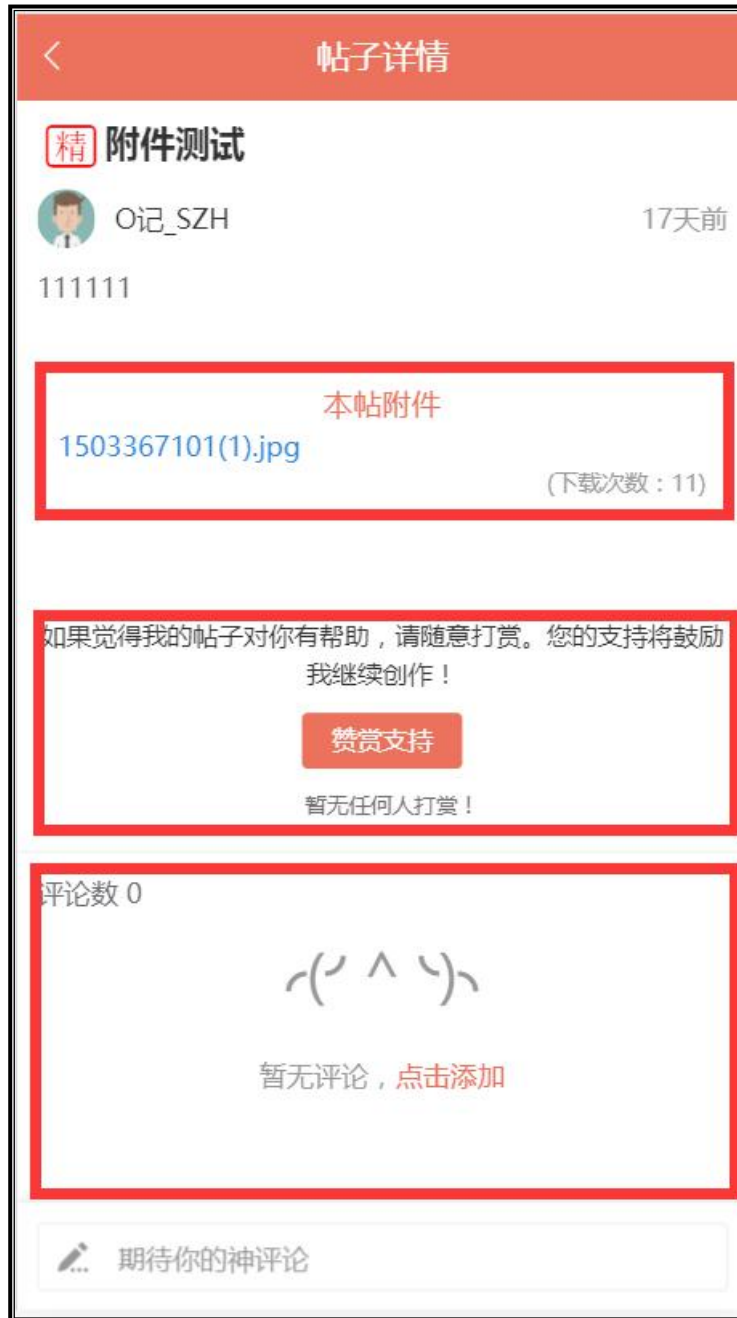 帖子详情
精 附件测试
O记_SZH 17天前
111111
本帖附件
1503367101(1).jpg
(下载次数：11)
如果觉得我的帖子对你有帮助，请随意打赏。您的支持将鼓励
我继续创作！
赞赏支持
暂无任何人打赏！
评论数 0
╭(╯^╰)╮
暂无评论，点击添加
期待你的神评论